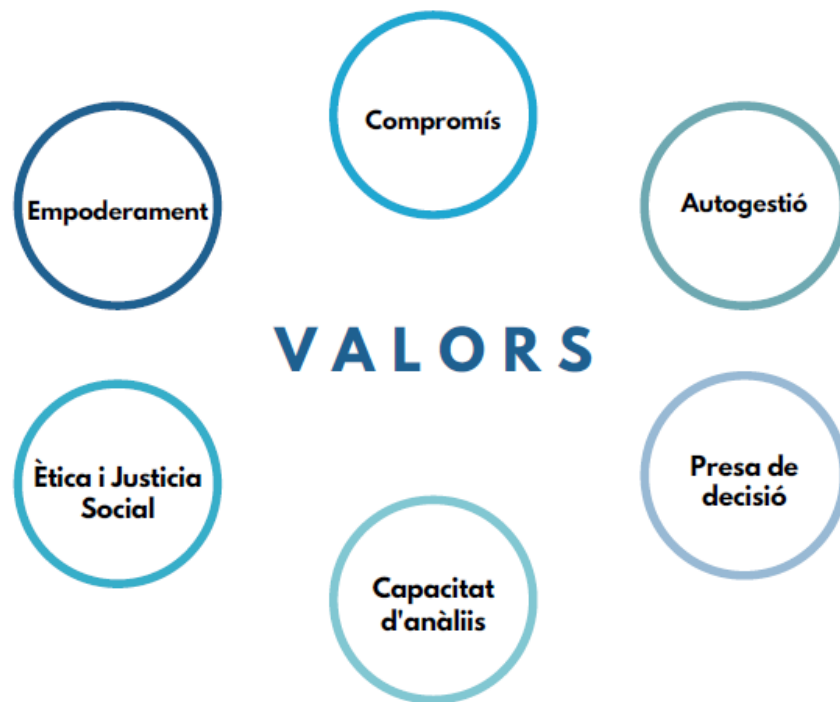 Compromís
Empoderament
Autogestió
VALORS
Ètica i Justicia
Social
Presa de
decisió
Capacitat
d'anàliis